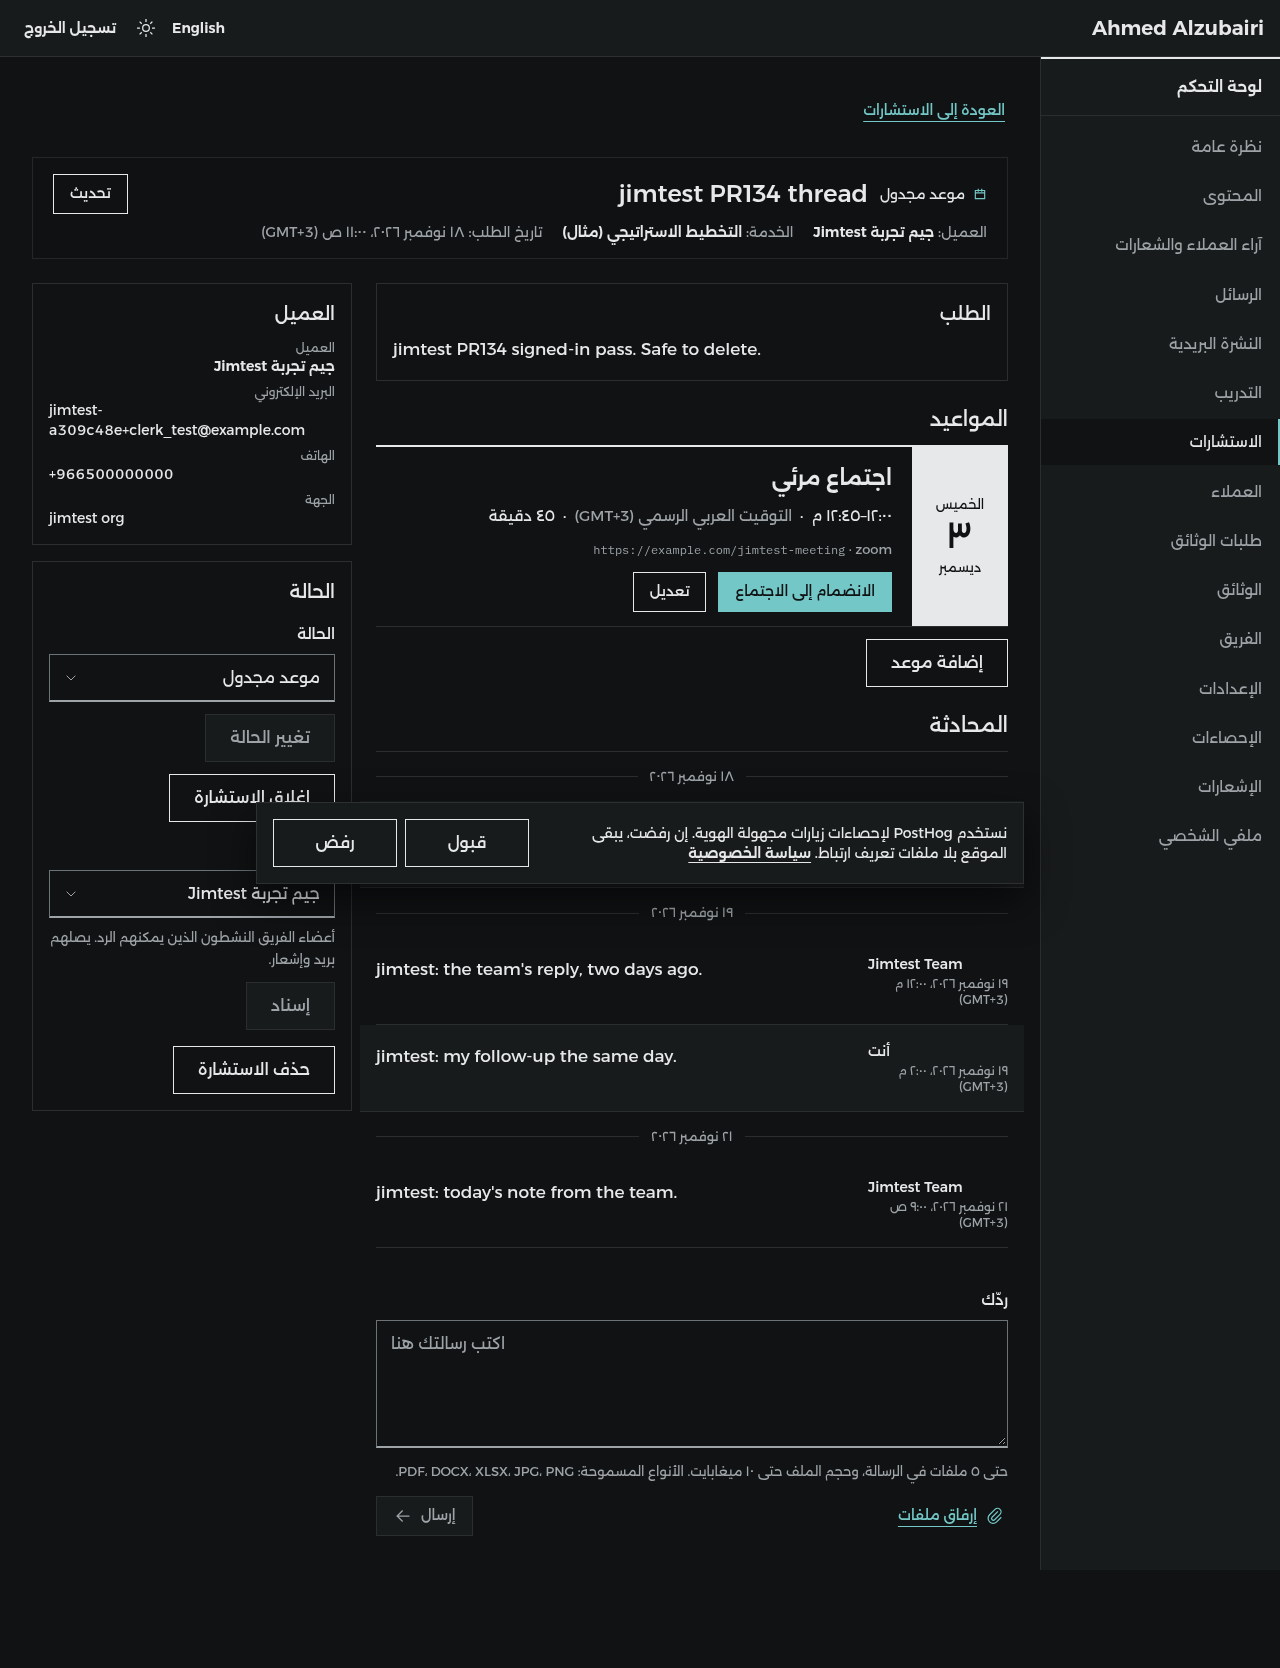 Ahmed Alzubairi
English
تسجيل الخروج
لوحة التحكم
نظرة عامة
المحتوى
آراء العملاء والشعارات
الرسائل
النشرة البريدية
التدريب
الاستشارات
العملاء
طلبات الوثائق
الوثائق
الفريق
الإعدادات
الإحصاءات
الإشعارات
ملفي الشخصي
العودة إلى الاستشارات
موعد مجدول
jimtest PR134 thread
تحديث
العميل: جيم تجربة Jimtest
الخدمة: التخطيط الاستراتيجي (مثال)
تاريخ الطلب: ١٨ نوفمبر ٢٠٢٦، ١١:٠٠ ص (GMT+3)
الطلب
jimtest PR134 signed-in pass. Safe to delete.
المواعيد
الخميس
٣
ديسمبر
اجتماع مرئي
١٢:٠٠–١٢:٤٥ م · التوقيت العربي الرسمي (GMT+3) · ٤٥ دقيقة
zoom · https://example.com/jimtest-meeting
الانضمام إلى الاجتماع
تعديل
إضافة موعد
المحادثة
١٨ نوفمبر ٢٠٢٦
نستخدم PostHog لإحصاءات زيارات مجهولة الهوية. إن رفضت، يبقى
الموقع بلا ملفات تعريف ارتباط. سياسة الخصوصية
قبول
رفض
١٩ نوفمبر ٢٠٢٦
Jimtest Team
١٩ نوفمبر ٢٠٢٦، ١٢:٠٠ م
(GMT+3)
jimtest: the team's reply, two days ago.
أنت
١٩ نوفمبر ٢٠٢٦، ٢:٠٠ م
(GMT+3)
jimtest: my follow-up the same day.
٢١ نوفمبر ٢٠٢٦
Jimtest Team
٢١ نوفمبر ٢٠٢٦، ٩:٠٠ ص
(GMT+3)
jimtest: today's note from the team.
ردّك
اكتب رسالتك هنا
حتى ٥ ملفات في الرسالة، وحجم الملف حتى ١٠ ميغابايت. الأنواع المسموحة: PDF، DOCX، XLSX، JPG، PNG.
إرفاق ملفات
إرسال
العميل
العميل
جيم تجربة Jimtest
البريد الإلكتروني
jimtest-
a309c48e+clerk_test@example.com
الهاتف
+966500000000
الجهة
jimtest org
الحالة
الحالة
موعد مجدول
تغيير الحالة
إغلاق الاستشارة
جيم تجربة Jimtest
أعضاء الفريق النشطون الذين يمكنهم الرد. يصلهم
بريد وإشعار.
إسناد
حذف الاستشارة